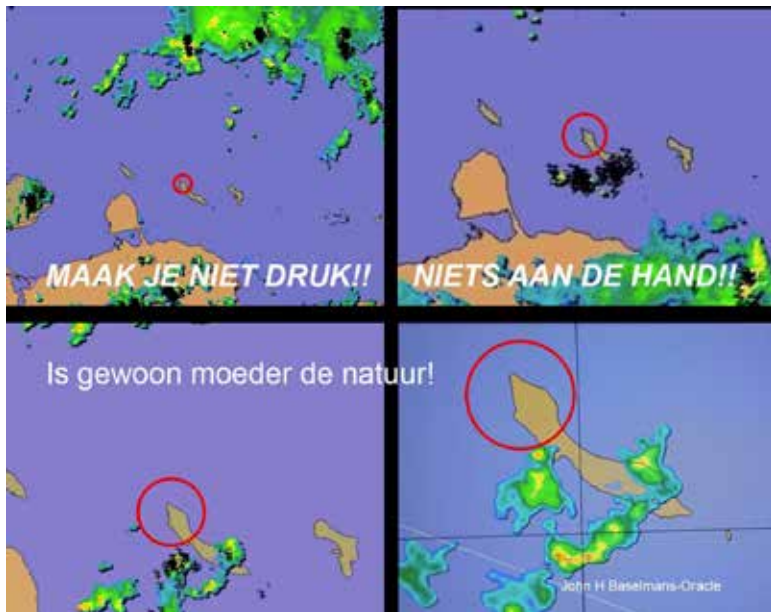 MAAK JE NIET DRUK!!
NIETS AAN DE HAND!!
Is gewoon moeder de natuur!
John H Baselmans-Oracle